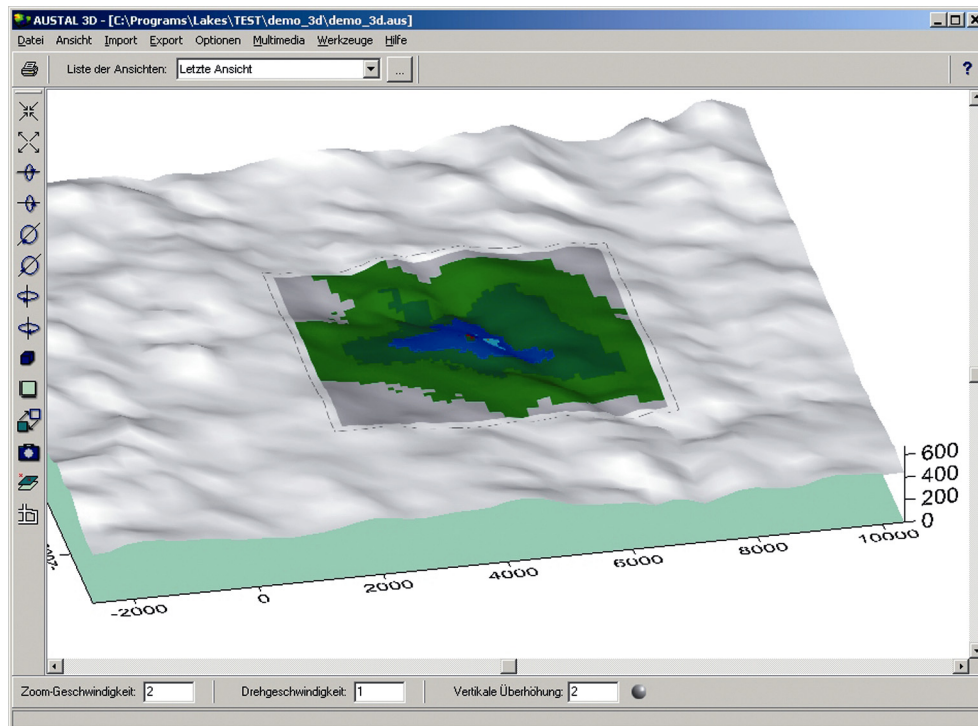 AUSTAL 3D - [C:\Programs\Lakes\TEST\demo_3d\demo_3d.aus]
Datei Ansicht Import Export Optionen Multimedia Werkzeuge Hilfe
Liste der Ansichten: Letzte Ansicht ... ?
600
400
200
0
-2000 0 2000 4000 6000 8000 10000
Zoom-Geschwindigkeit: 2 Drehgeschwindigkeit: 1 Vertikale Überhöhung: 2